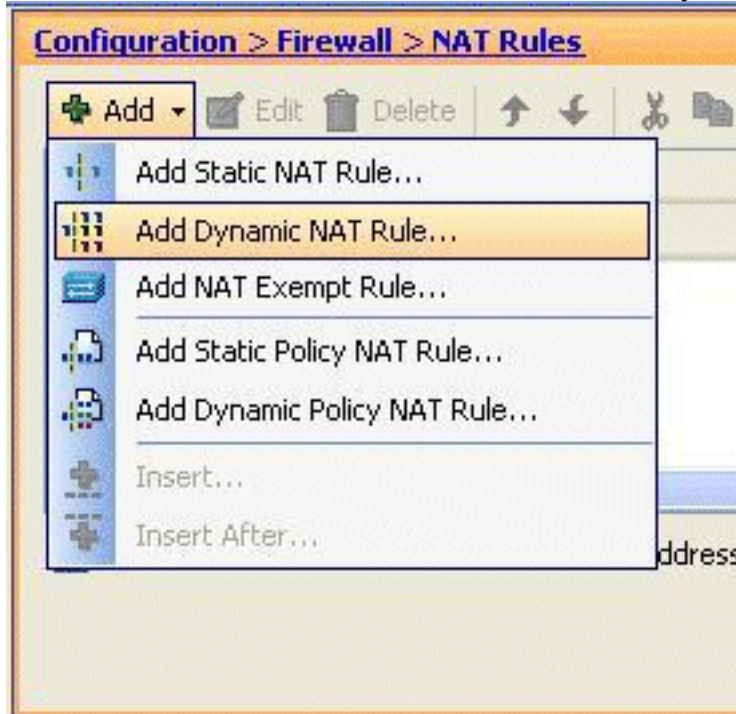 Configuration > Firewall > NAT Rules
Add Edit Delete
Add Static NAT Rule...
Add Dynamic NAT Rule...
Add NAT Exempt Rule...
Add Static Policy NAT Rule...
Add Dynamic Policy NAT Rule...
Insert...
Insert After...
ddress